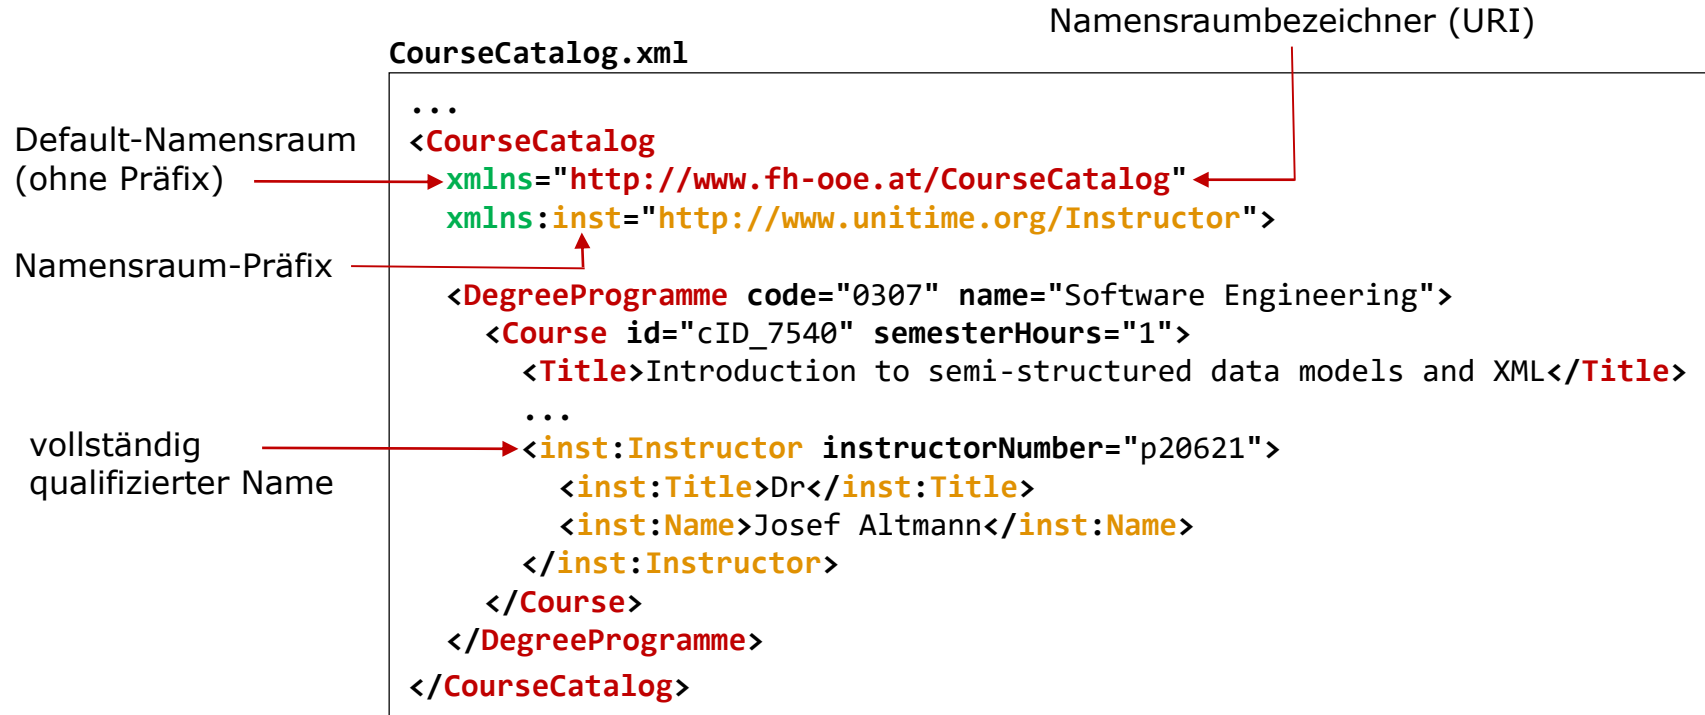 Namensraumbezeichner (URI)
CourseCatalog.xml
...
Default-Namensraum
(ohne Präfix)
<CourseCatalog
xmlns="http://www.fh-ooe.at/CourseCatalog"
xmlns:inst="http://www.unitime.org/Instructor">
Namensraum-Präfix
<DegreeProgramme code="0307" name="Software Engineering">
<Course id="cID_7540" semesterHours="1">
<Title>Introduction to semi-structured data models and XML</Title>
...
vollständig
qualifizierter Name
<inst:Instructor instructorNumber="p20621">
<inst:Title>Dr</inst:Title>
<inst:Name>Josef Altmann</inst:Name>
</inst:Instructor>
</Course>
</DegreeProgramme>
</CourseCatalog>